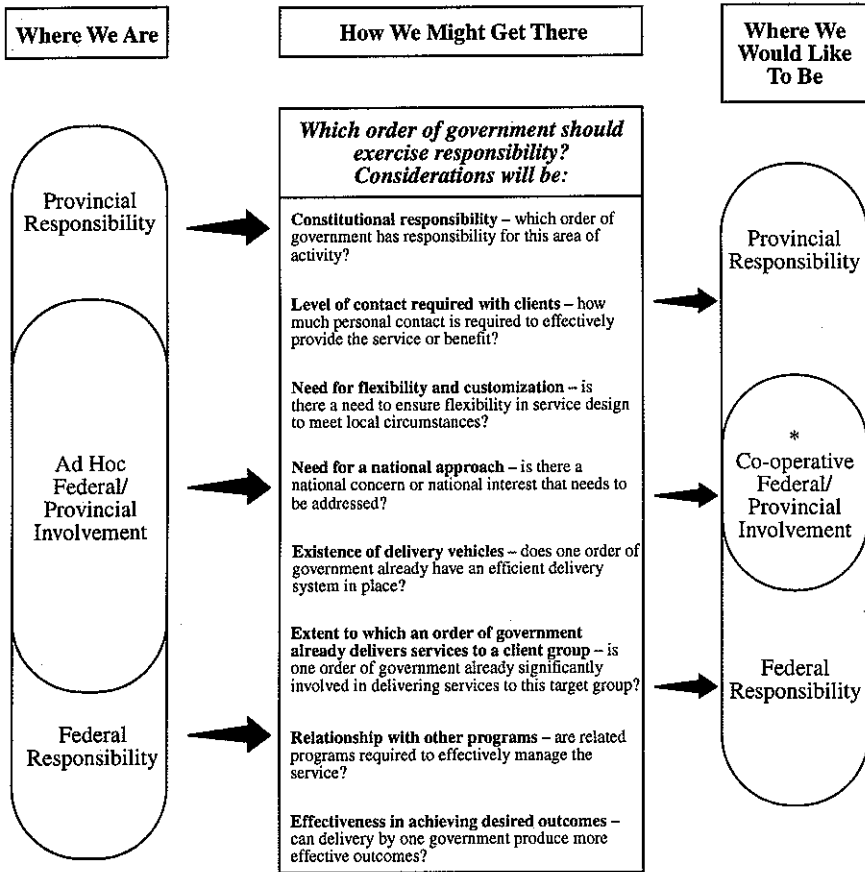 Where We Are
How We Might Get There
Where We
Would Like
To Be
Provincial
Responsibility
Ad Hoc
Federal/
Provincial
Involvement
Federal
Responsibility
Which order of government should
exercise responsibility?
Considerations will be:
Constitutional responsibility – which order of
government has responsibility for this area of
activity?
Level of contact required with clients – how
much personal contact is required to effectively
provide the service or benefit?
Need for flexibility and customization – is
there a need to ensure flexibility in service design
to meet local circumstances?
Need for a national approach – is there a
national concern or national interest that needs to
be addressed?
Existence of delivery vehicles – does one order of
government already have an efficient delivery
system in place?
Extent to which an order of government
already delivers services to a client group – is
one order of government already significantly
involved in delivering services to this target group?
Relationship with other programs – are related
programs required to effectively manage the
service?
Effectiveness in achieving desired outcomes –
can delivery by one government produce more
effective outcomes?
Provincial
Responsibility
*
Co-operative
Federal/
Provincial
Involvement
Federal
Responsibility